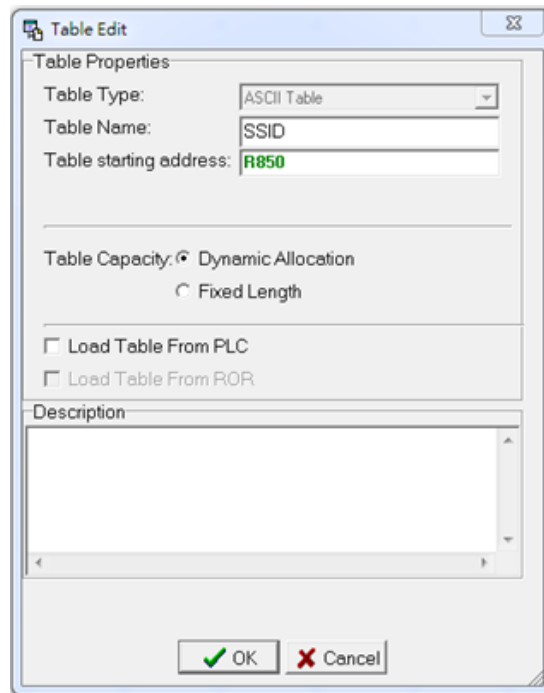 Table Edit
Table Properties
Table Type: ASCII Table
Table Name: SSID
Table starting address: R850
Table Capacity: Dynamic Allocation
Fixed Length
Load Table From PLC
Load Table From ROR
Description
OK Cancel